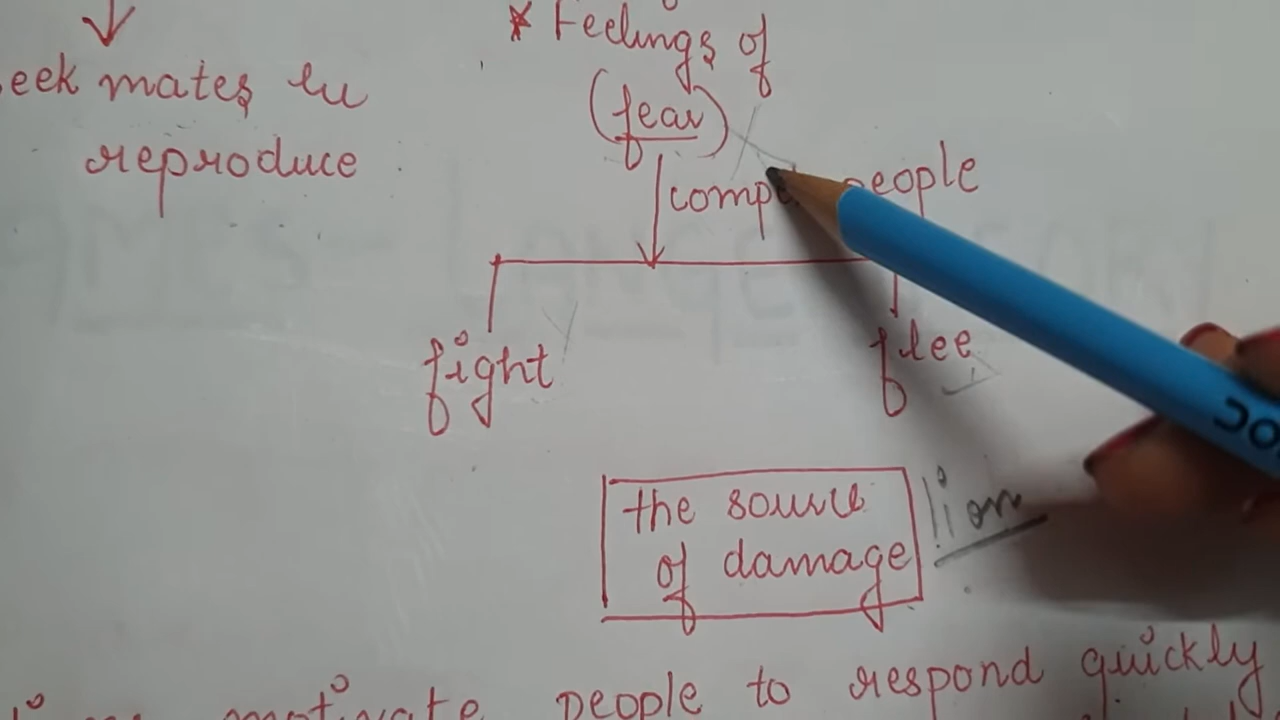 eek mates to
reproduce
* Feelings of
(fear)
people
fight
flee
the source
of damage
lion
people to respond quickly